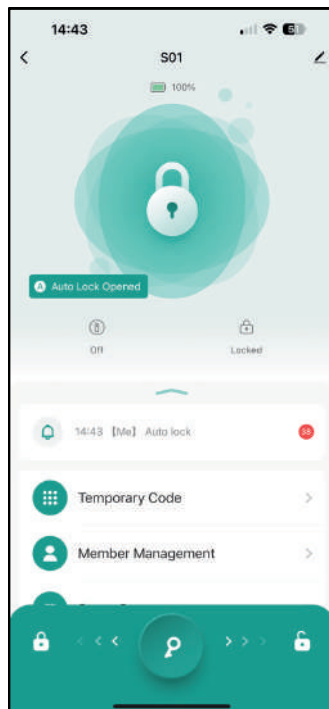 14:43
S01
100%
A Auto Lock Opened
Off
Locked
14:43 【Me】 Auto lock
38
Temporary Code
Member Management